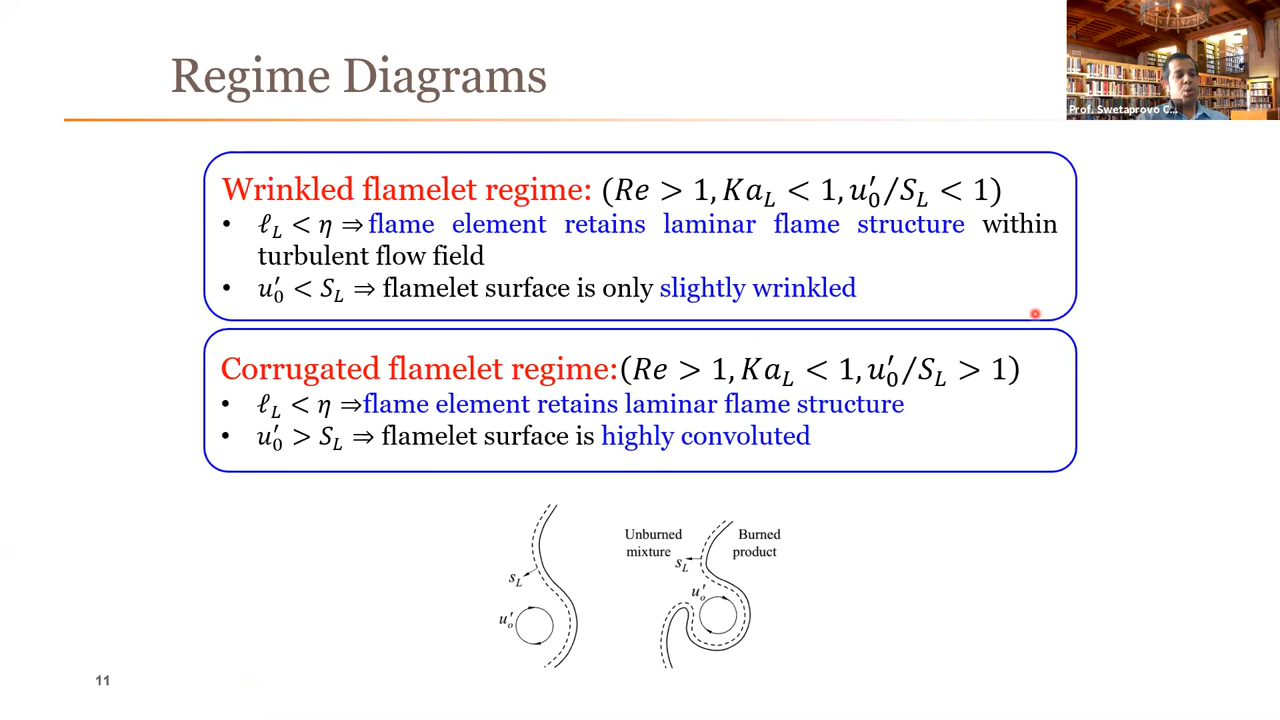 Regime Diagrams
Prof. Swetaprovo C...
Wrinkled flamelet regime: (Re > 1, Ka_L < 1, u′_0/S_L < 1)
• ℓ_L < η ⇒ flame element retains laminar flame structure within
turbulent flow field
• u′_0 < S_L ⇒ flamelet surface is only slightly wrinkled
Corrugated flamelet regime:(Re > 1, Ka_L < 1, u′_0/S_L > 1)
• ℓ_L < η ⇒flame element retains laminar flame structure
• u′_0 > S_L ⇒ flamelet surface is highly convoluted
s_L
u′_o
Unburned
mixture
Burned
product
s_L
u′_o
11